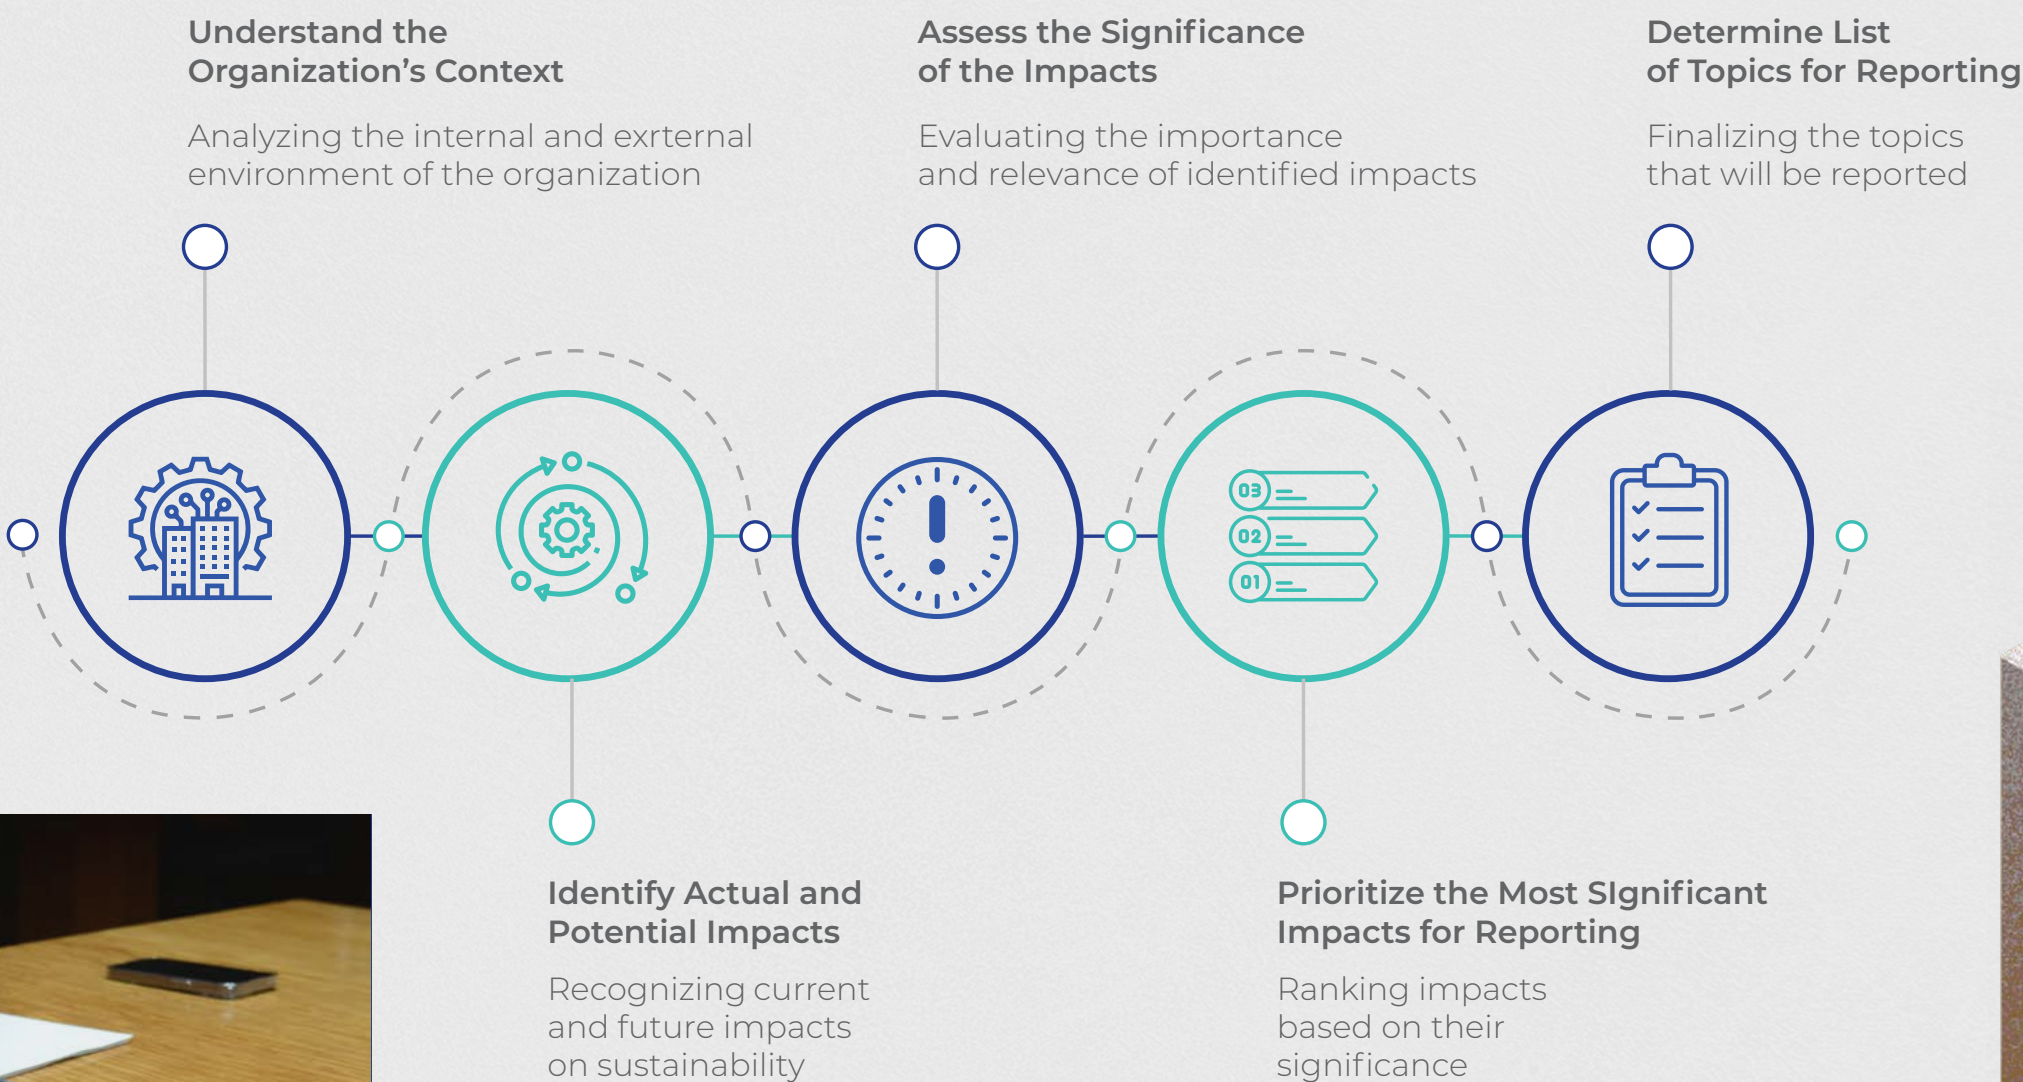 Understand the
Organization's Context
Analyzing the internal and exrternal
environment of the organization
Identify Actual and
Potential Impacts
Recognizing current
and future impacts
on sustainability
Assess the Significance
of the Impacts
Evaluating the importance
and relevance of identified impacts
03
02
01
Prioritize the Most SIgnificant
Impacts for Reporting
Ranking impacts
based on their
significance
Determine List
of Topics for Reporting
Finalizing the topics
that will be reported